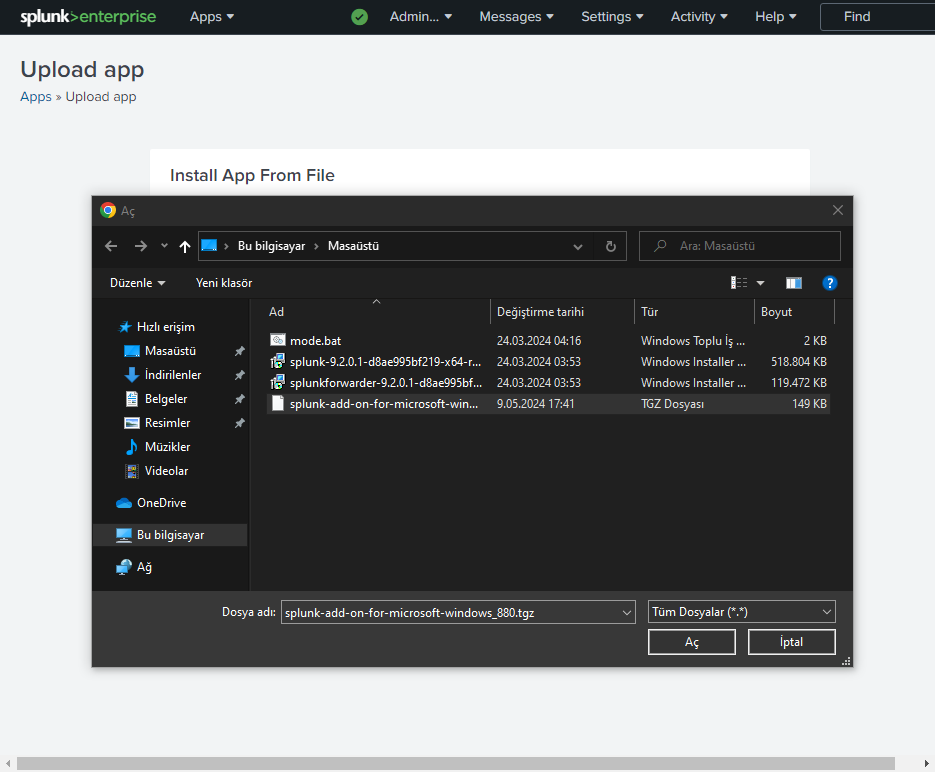 splunk>enterprise Apps Admin... Messages Settings Activity Help Find
Upload app
Apps » Upload app
Install App From File
Aç
Bu bilgisayar › Masaüstü Ara: Masaüstü
Düzenle Yeni klasör
Ad Değiştirme tarihi Tür Boyut
Hızlı erişim
Masaüstü
İndirilenler
Belgeler
Resimler
Müzikler
Videolar
OneDrive
Bu bilgisayar
Ağ
mode.bat 24.03.2024 04:16 Windows Toplu İş ... 2 KB
splunk-9.2.0.1-d8ae995bf219-x64-r... 24.03.2024 03:53 Windows Installer ... 518.804 KB
splunkforwarder-9.2.0.1-d8ae995bf... 24.03.2024 03:53 Windows Installer ... 119.472 KB
splunk-add-on-for-microsoft-win... 9.05.2024 17:41 TGZ Dosyası 149 KB
Dosya adı: splunk-add-on-for-microsoft-windows_880.tgz Tüm Dosyalar (*.*)
Aç İptal